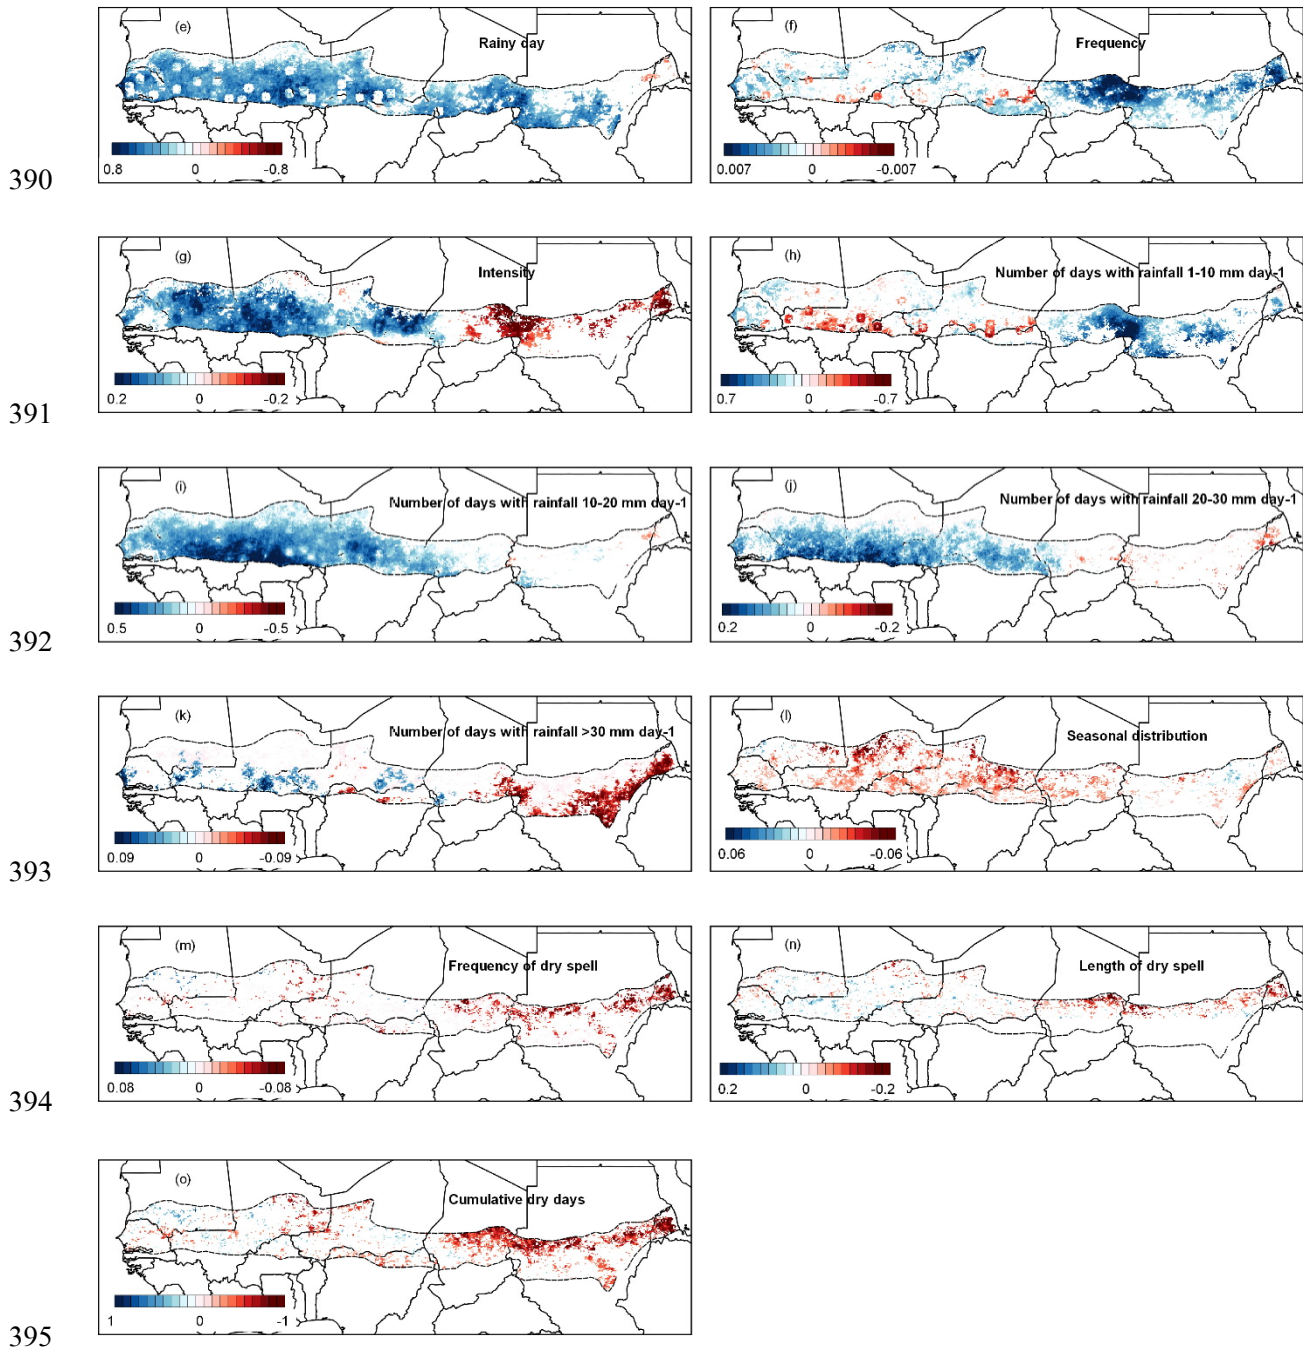 (e)
Rainy day
0.8 0 -0.8
(f)
Frequency
0.007 0 -0.007
390
(g)
Intensity
0.2 0 -0.2
(h)
Number of days with rainfall 1-10 mm day-1
0.7 0 -0.7
391
(i)
Number of days with rainfall 10-20 mm day-1
0.5 0 -0.5
(j)
Number of days with rainfall 20-30 mm day-1
0.2 0 -0.2
392
(k)
Number of days with rainfall >30 mm day-1
0.09 0 -0.09
(l)
Seasonal distribution
0.06 0 -0.06
393
(m)
Frequency of dry spell
0.08 0 -0.08
(n)
Length of dry spell
0.2 0 -0.2
394
(o)
Cumulative dry days
1 0 -1
395